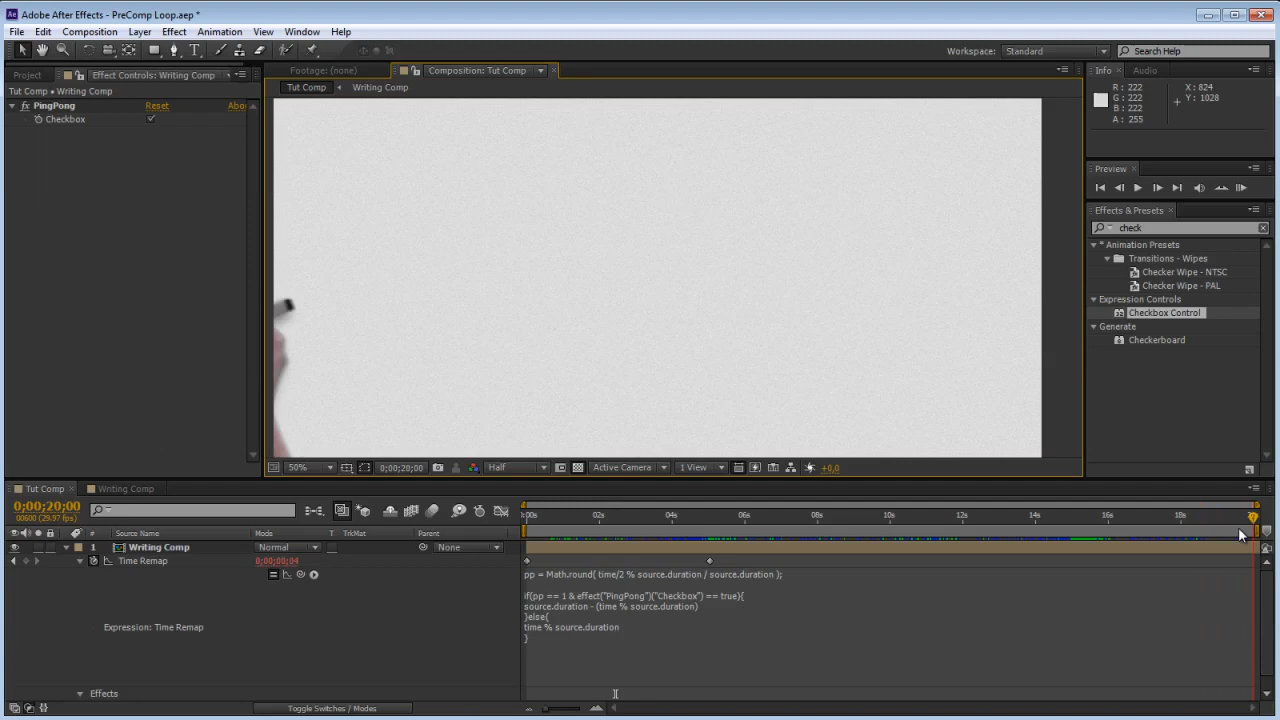 Adobe After Effects - PreComp Loop.aep *
File Edit Composition Layer Effect Animation View Window Help
Workspace: Standard Search Help
Project Effect Controls: Writing Comp Footage: (none) Composition: Tut Comp Info Audio
Tut Comp • Writing Comp Tut Comp Writing Comp
R: 222 X: 824
G: 222 Y: 1028
B: 222
A: 255
fx PingPong Reset Abou
Checkbox
Preview
Effects & Presets
check
* Animation Presets
Transitions - Wipes
Checker Wipe - NTSC
Checker Wipe - PAL
Expression Controls
Checkbox Control
Generate
Checkerboard
50% 0;00;20;00 Half Active Camera 1 View +0,0
Tut Comp Writing Comp
0;00;20;00
00600 (29.97 fps)
:00s 02s 04s 06s 08s 10s 12s 14s 16s 18s
# Source Name Mode T TrkMat Parent
1 Writing Comp Normal None
Time Remap 0;00;00;04
pp = Math.round( time/2 % source.duration / source.duration );
if(pp == 1 & effect("PingPong")("Checkbox") == true){
source.duration - (time % source.duration)
}else{
Expression: Time Remap time % source.duration
}
Effects
Toggle Switches / Modes